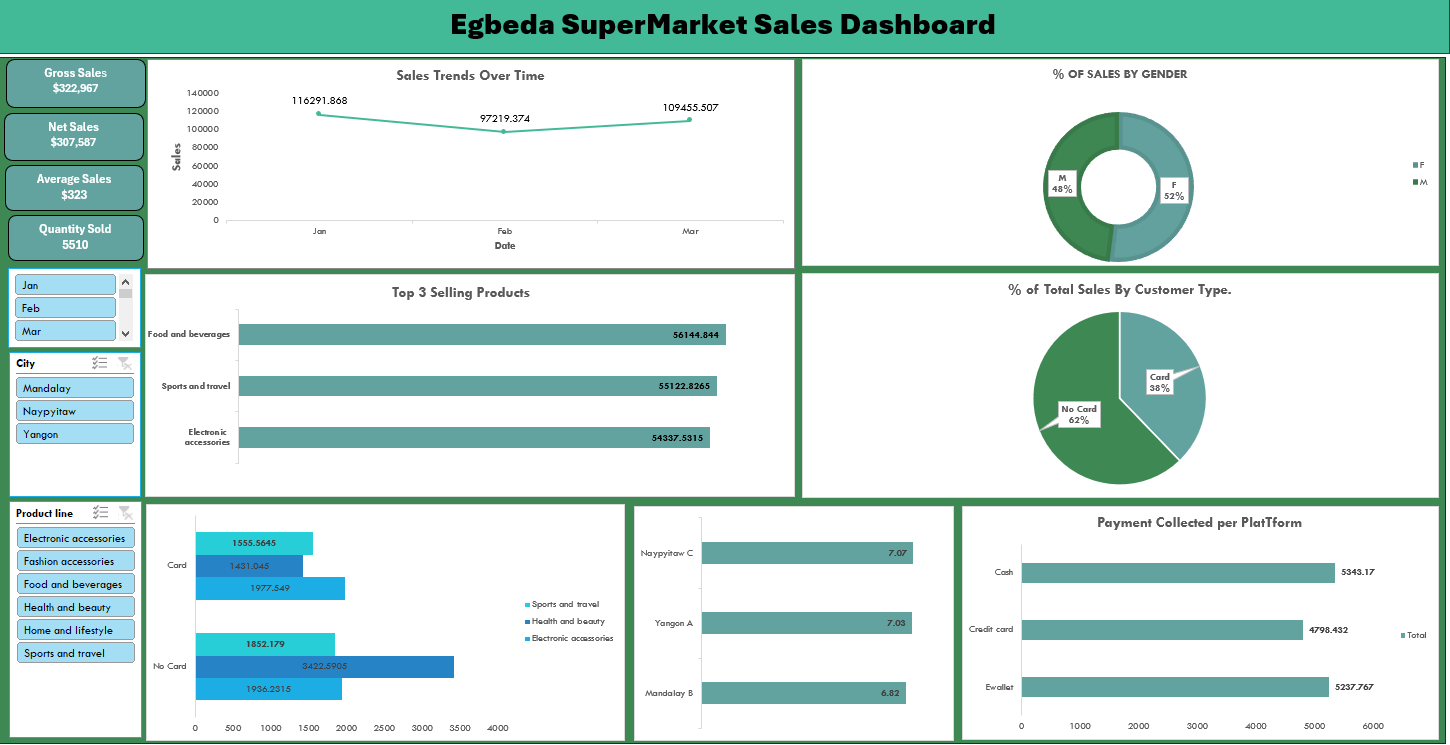 Egbeda SuperMarket Sales Dashboard
Gross Sales
$322,967
Net Sales
$307,587
Average Sales
$323
Quantity Sold
5510
Jan
Feb
Mar
City
Mandalay
Naypyitaw
Yangon
Product line
Electronic accessories
Fashion accessories
Food and beverages
Health and beauty
Home and lifestyle
Sports and travel
Sales Trends Over Time
140000
120000
100000
80000
60000
40000
20000
0
Sales
116291.868
97219.374
109455.507
Jan
Feb
Mar
Date
% OF SALES BY GENDER
M
48%
F
52%
F
M
Top 3 Selling Products
Food and beverages
56144.844
Sports and travel
55122.8265
Electronic
accessories
54337.5315
% of Total Sales By Customer Type.
Card
38%
No Card
62%
Card
1555.5645
1431.045
1977.549
No Card
1852.179
3422.5905
1936.2315
0
500
1000
1500
2000
2500
3000
3500
4000
Sports and travel
Health and beauty
Electronic accessories
Naypyitaw C
7.07
Yangon A
7.03
Mandalay B
6.82
Payment Collected per PlatTform
Cash
5343.17
Credit card
4798.432
Ewallet
5237.767
0
1000
2000
3000
4000
5000
6000
Total